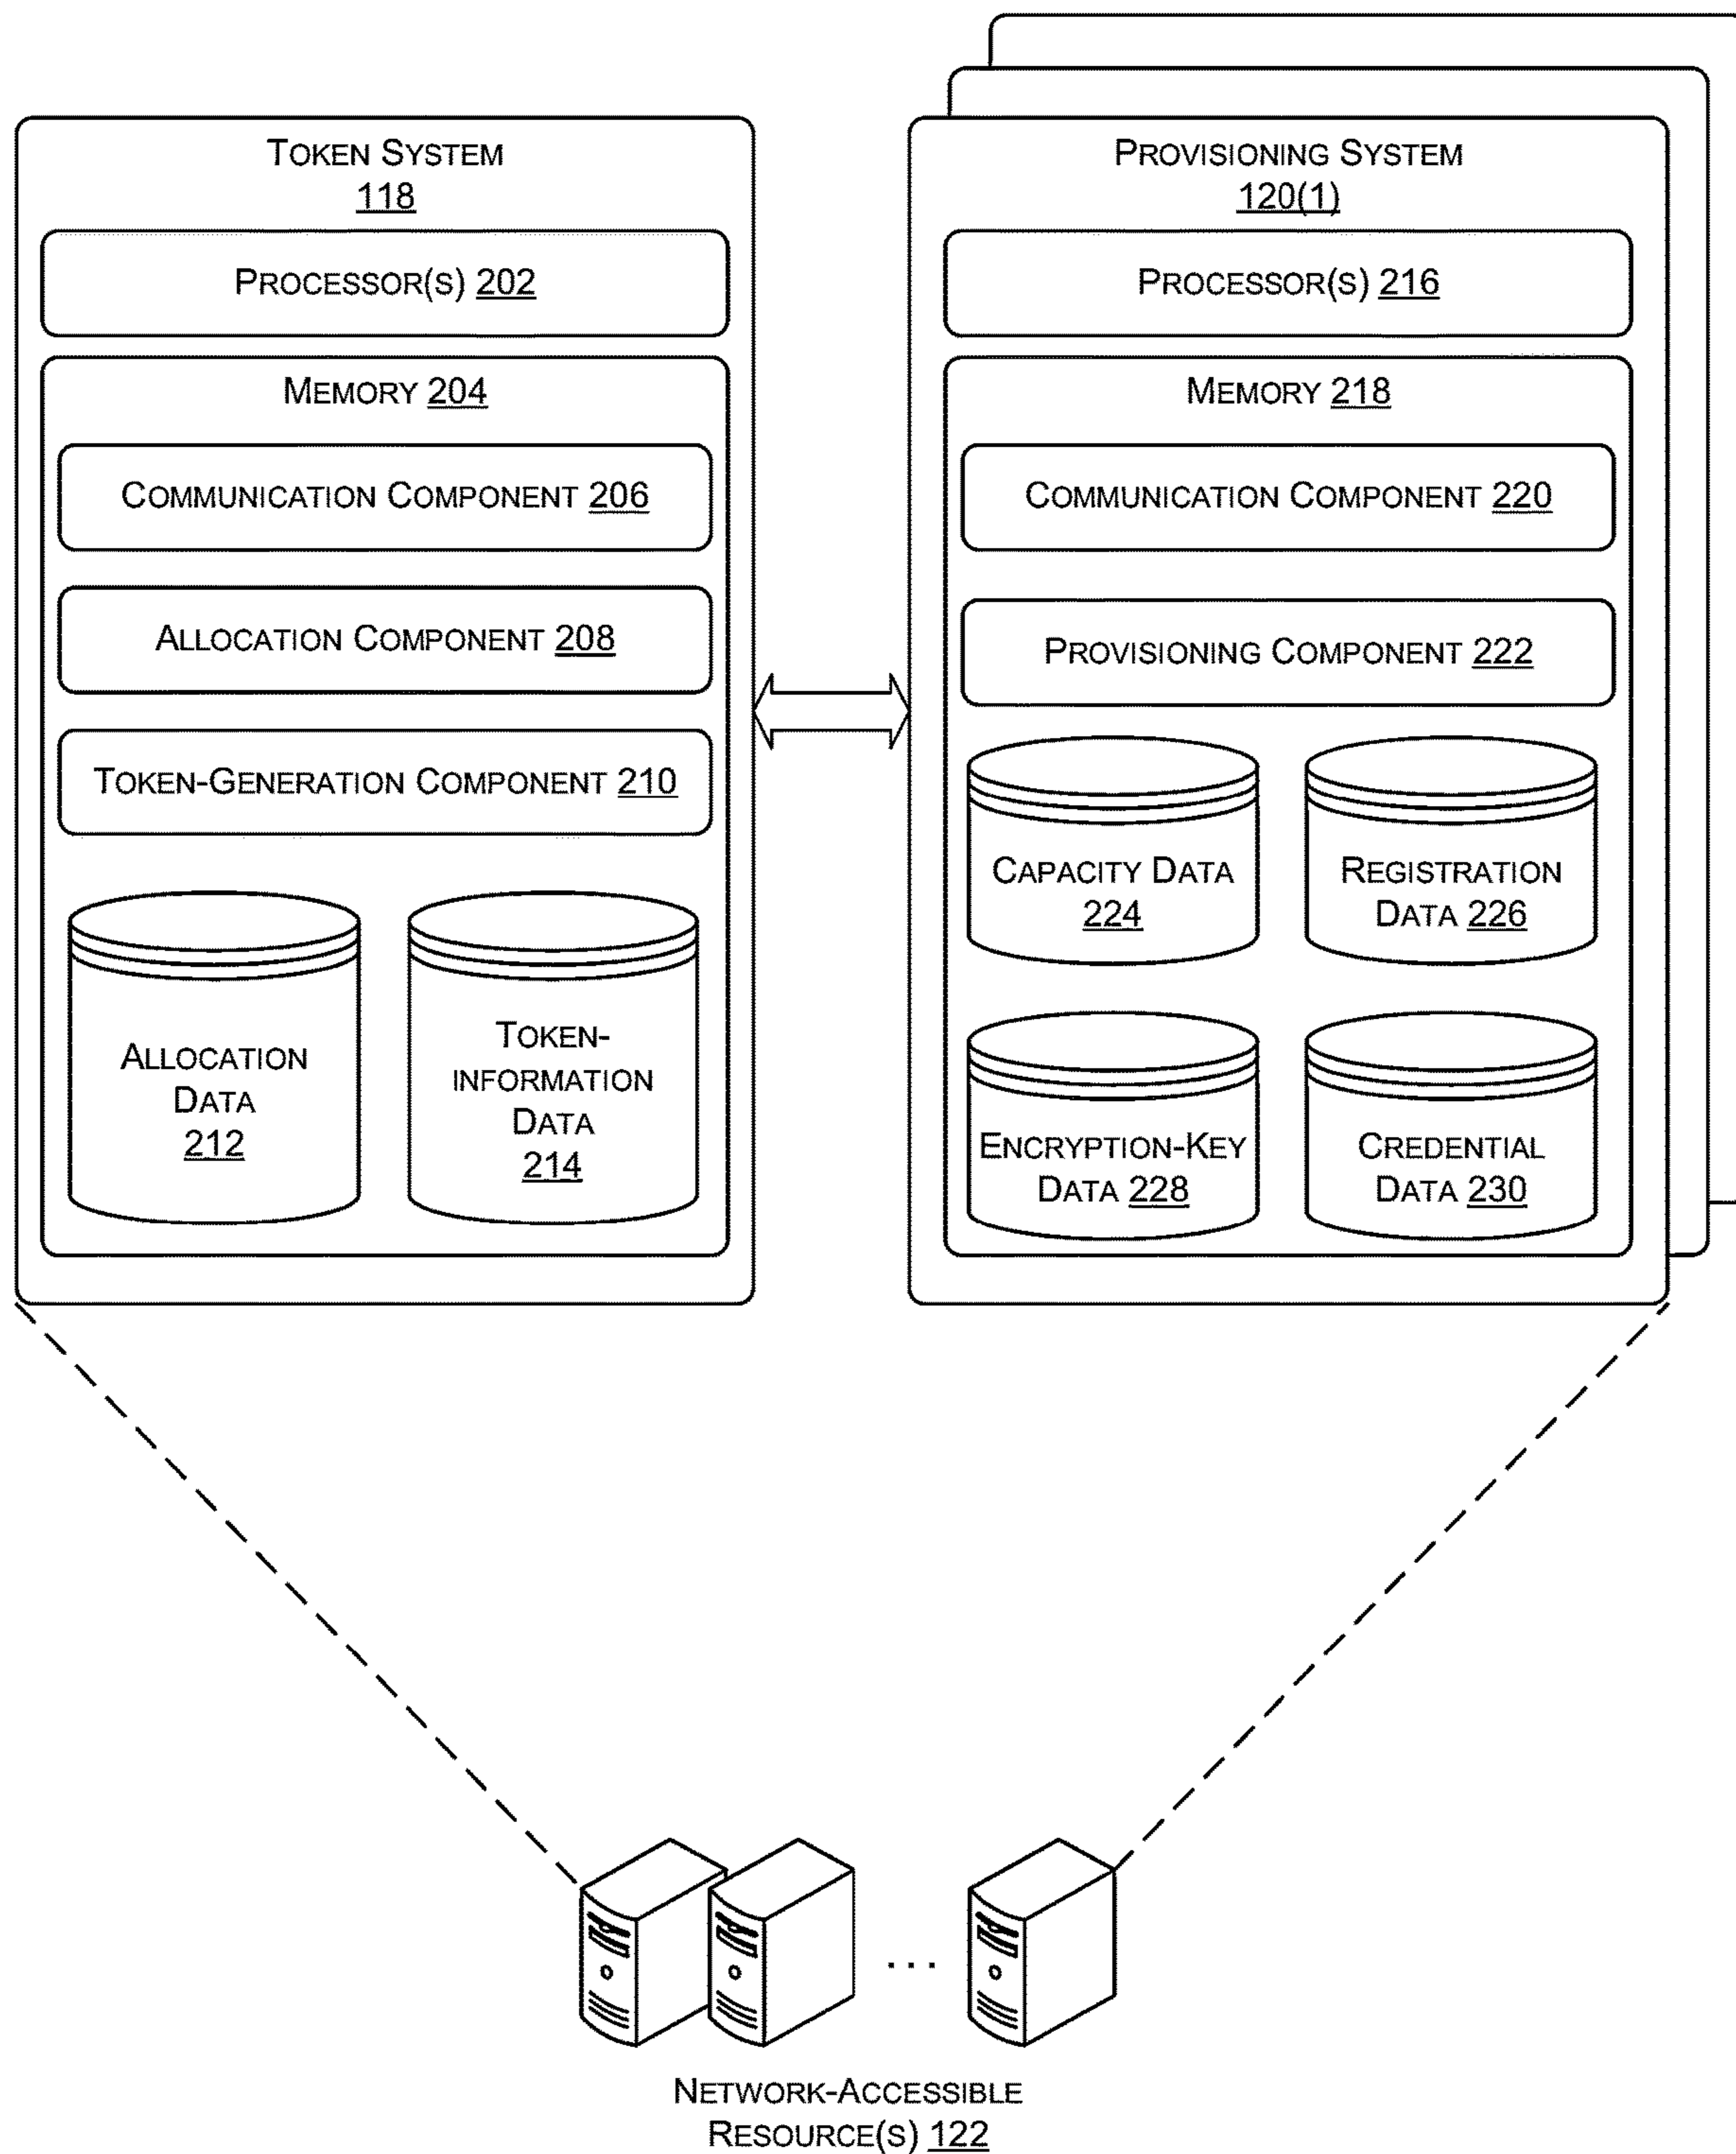 TOKEN SYSTEM
118
PROCESSOR(S) 202
MEMORY 204
COMMUNICATION COMPONENT 206
ALLOCATION COMPONENT 208
TOKEN-GENERATION COMPONENT 210
ALLOCATION
DATA
212
TOKEN-
INFORMATION
DATA
214
PROVISIONING SYSTEM
120(1)
PROCESSOR(S) 216
MEMORY 218
COMMUNICATION COMPONENT 220
PROVISIONING COMPONENT 222
CAPACITY DATA
224
REGISTRATION
DATA 226
ENCRYPTION-KEY
DATA 228
CREDENTIAL
DATA 230
...
NETWORK-ACCESSIBLE
RESOURCE(S) 122